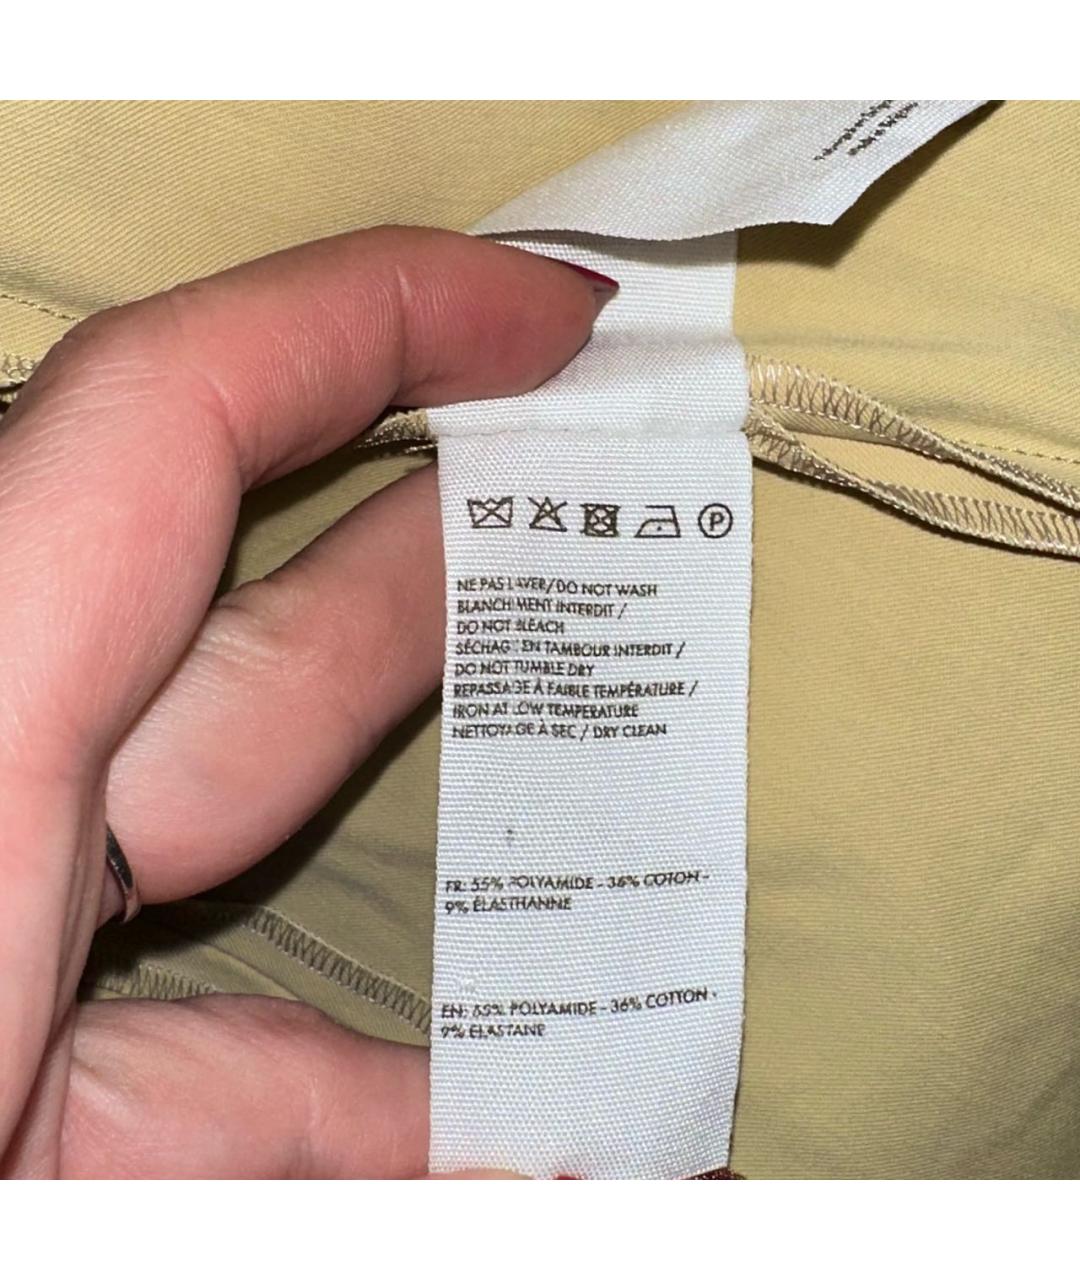 P
NE PAS LAVER/DO NOT WASH
BLANCHIMENT INTERDIT /
DO NOT BLEACH
SÉCHAGE EN TAMBOUR INTERDIT /
DO NOT TUMBLE DRY
REPASSAGE À FAIBLE TEMPÉRATURE /
IRON AT LOW TEMPERATURE
NETTOYAGE À SEC / DRY CLEAN
FR: 55% POLYAMIDE - 36% COTON -
9% ÉLASTHANNE
EN: 55% POLYAMIDE - 36% COTTON -
9% ELASTANE